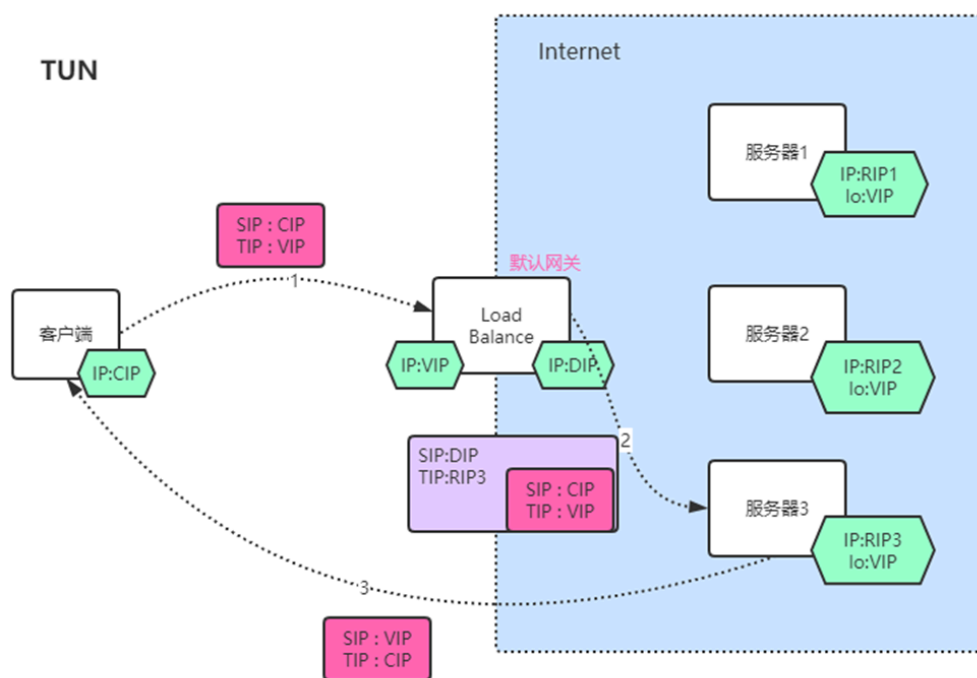 TUN
Internet
服务器1
IP:RIP1
lo:VIP
SIP : CIP
TIP : VIP
1
默认网关
客户端
IP:CIP
Load
Balance
IP:VIP
IP:DIP
服务器2
IP:RIP2
lo:VIP
2
SIP:DIP
TIP:RIP3
SIP : CIP
TIP : VIP
服务器3
IP:RIP3
lo:VIP
3
SIP : VIP
TIP : CIP